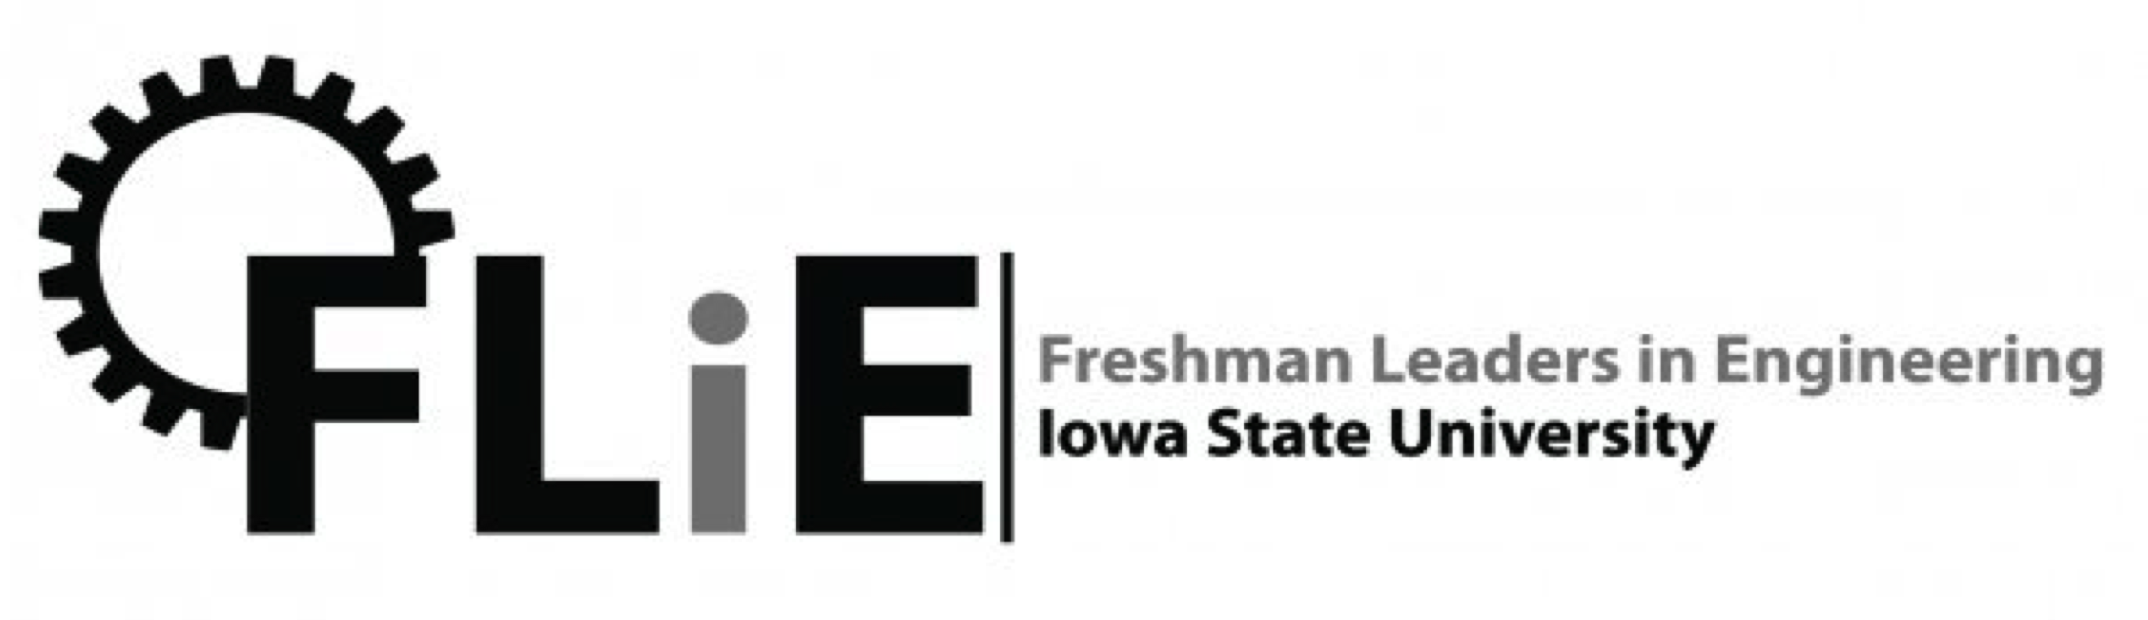 FLiE
Freshman Leaders in Engineering
Iowa State University